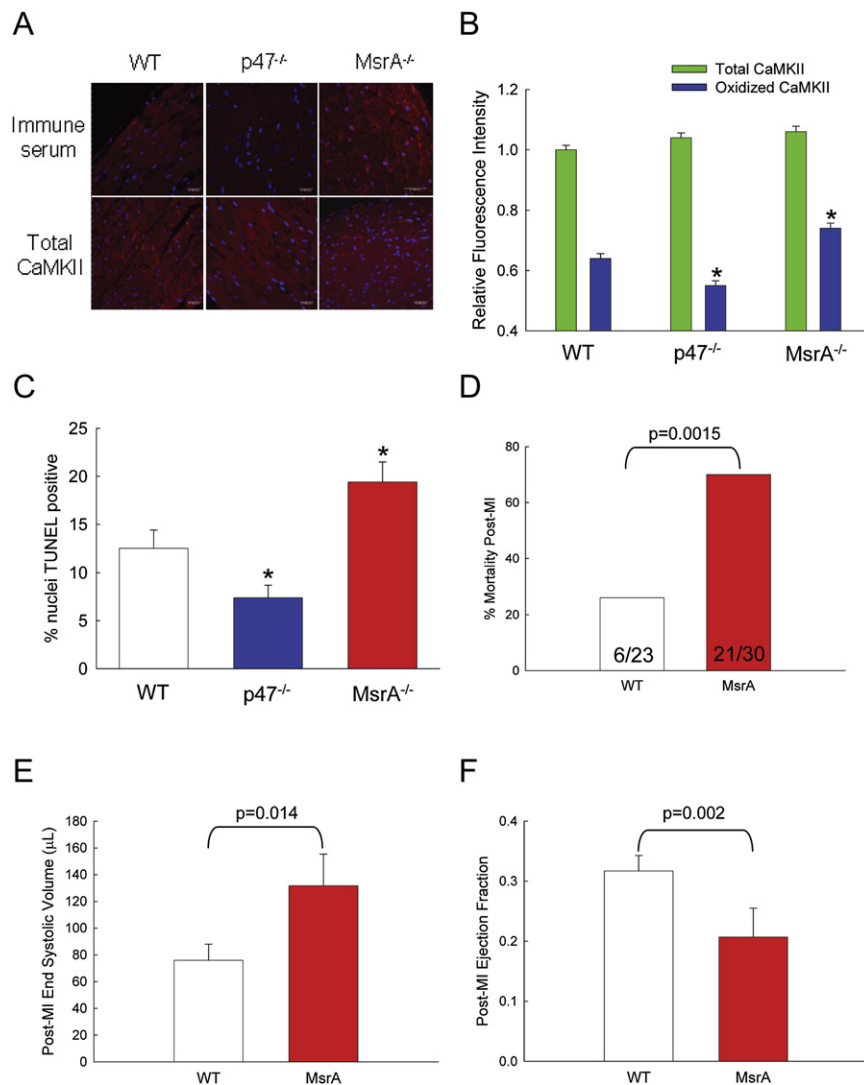 A
WT
p47-/-
MsrA-/-
Immune
serum
Total
CaMKII
B
Total CaMKII
Oxidized CaMKII
Relative Fluorescence Intensity
1.2
1.0
0.8
0.6
0.4
*
*
WT
p47-/-
MsrA-/-
C
% nuclei TUNEL positive
25
20
15
10
5
0
*
*
WT
p47-/-
MsrA-/-
D
p=0.0015
% Mortality Post-MI
80
60
40
20
0
6/23
21/30
WT
MsrA
E
p=0.014
Post-MI End Systolic Volume (μL)
180
160
140
120
100
80
60
40
20
0
WT
MsrA
F
p=0.002
Post-MI Ejection Fraction
0.4
0.3
0.2
0.1
0.0
WT
MsrA